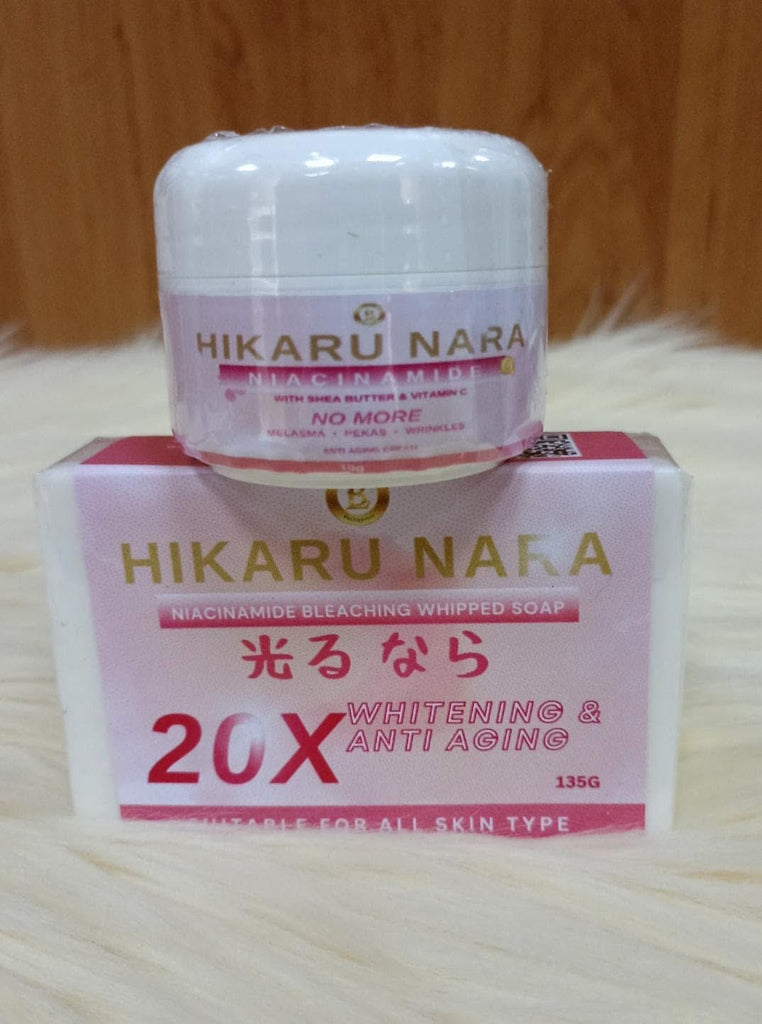 HIKARU NARA
NIACINAMIDE
WITH SHEA BUTTER & VITAMIN C
NO MORE
MELASMA • PEKAS • WRINKLES
ANTI AGING CREAM
10g
HIKARU NARA
NIACINAMIDE BLEACHING WHIPPED SOAP
光るなら
20X WHITENING &
ANTI AGING
135G
SUITABLE FOR ALL SKIN TYPE